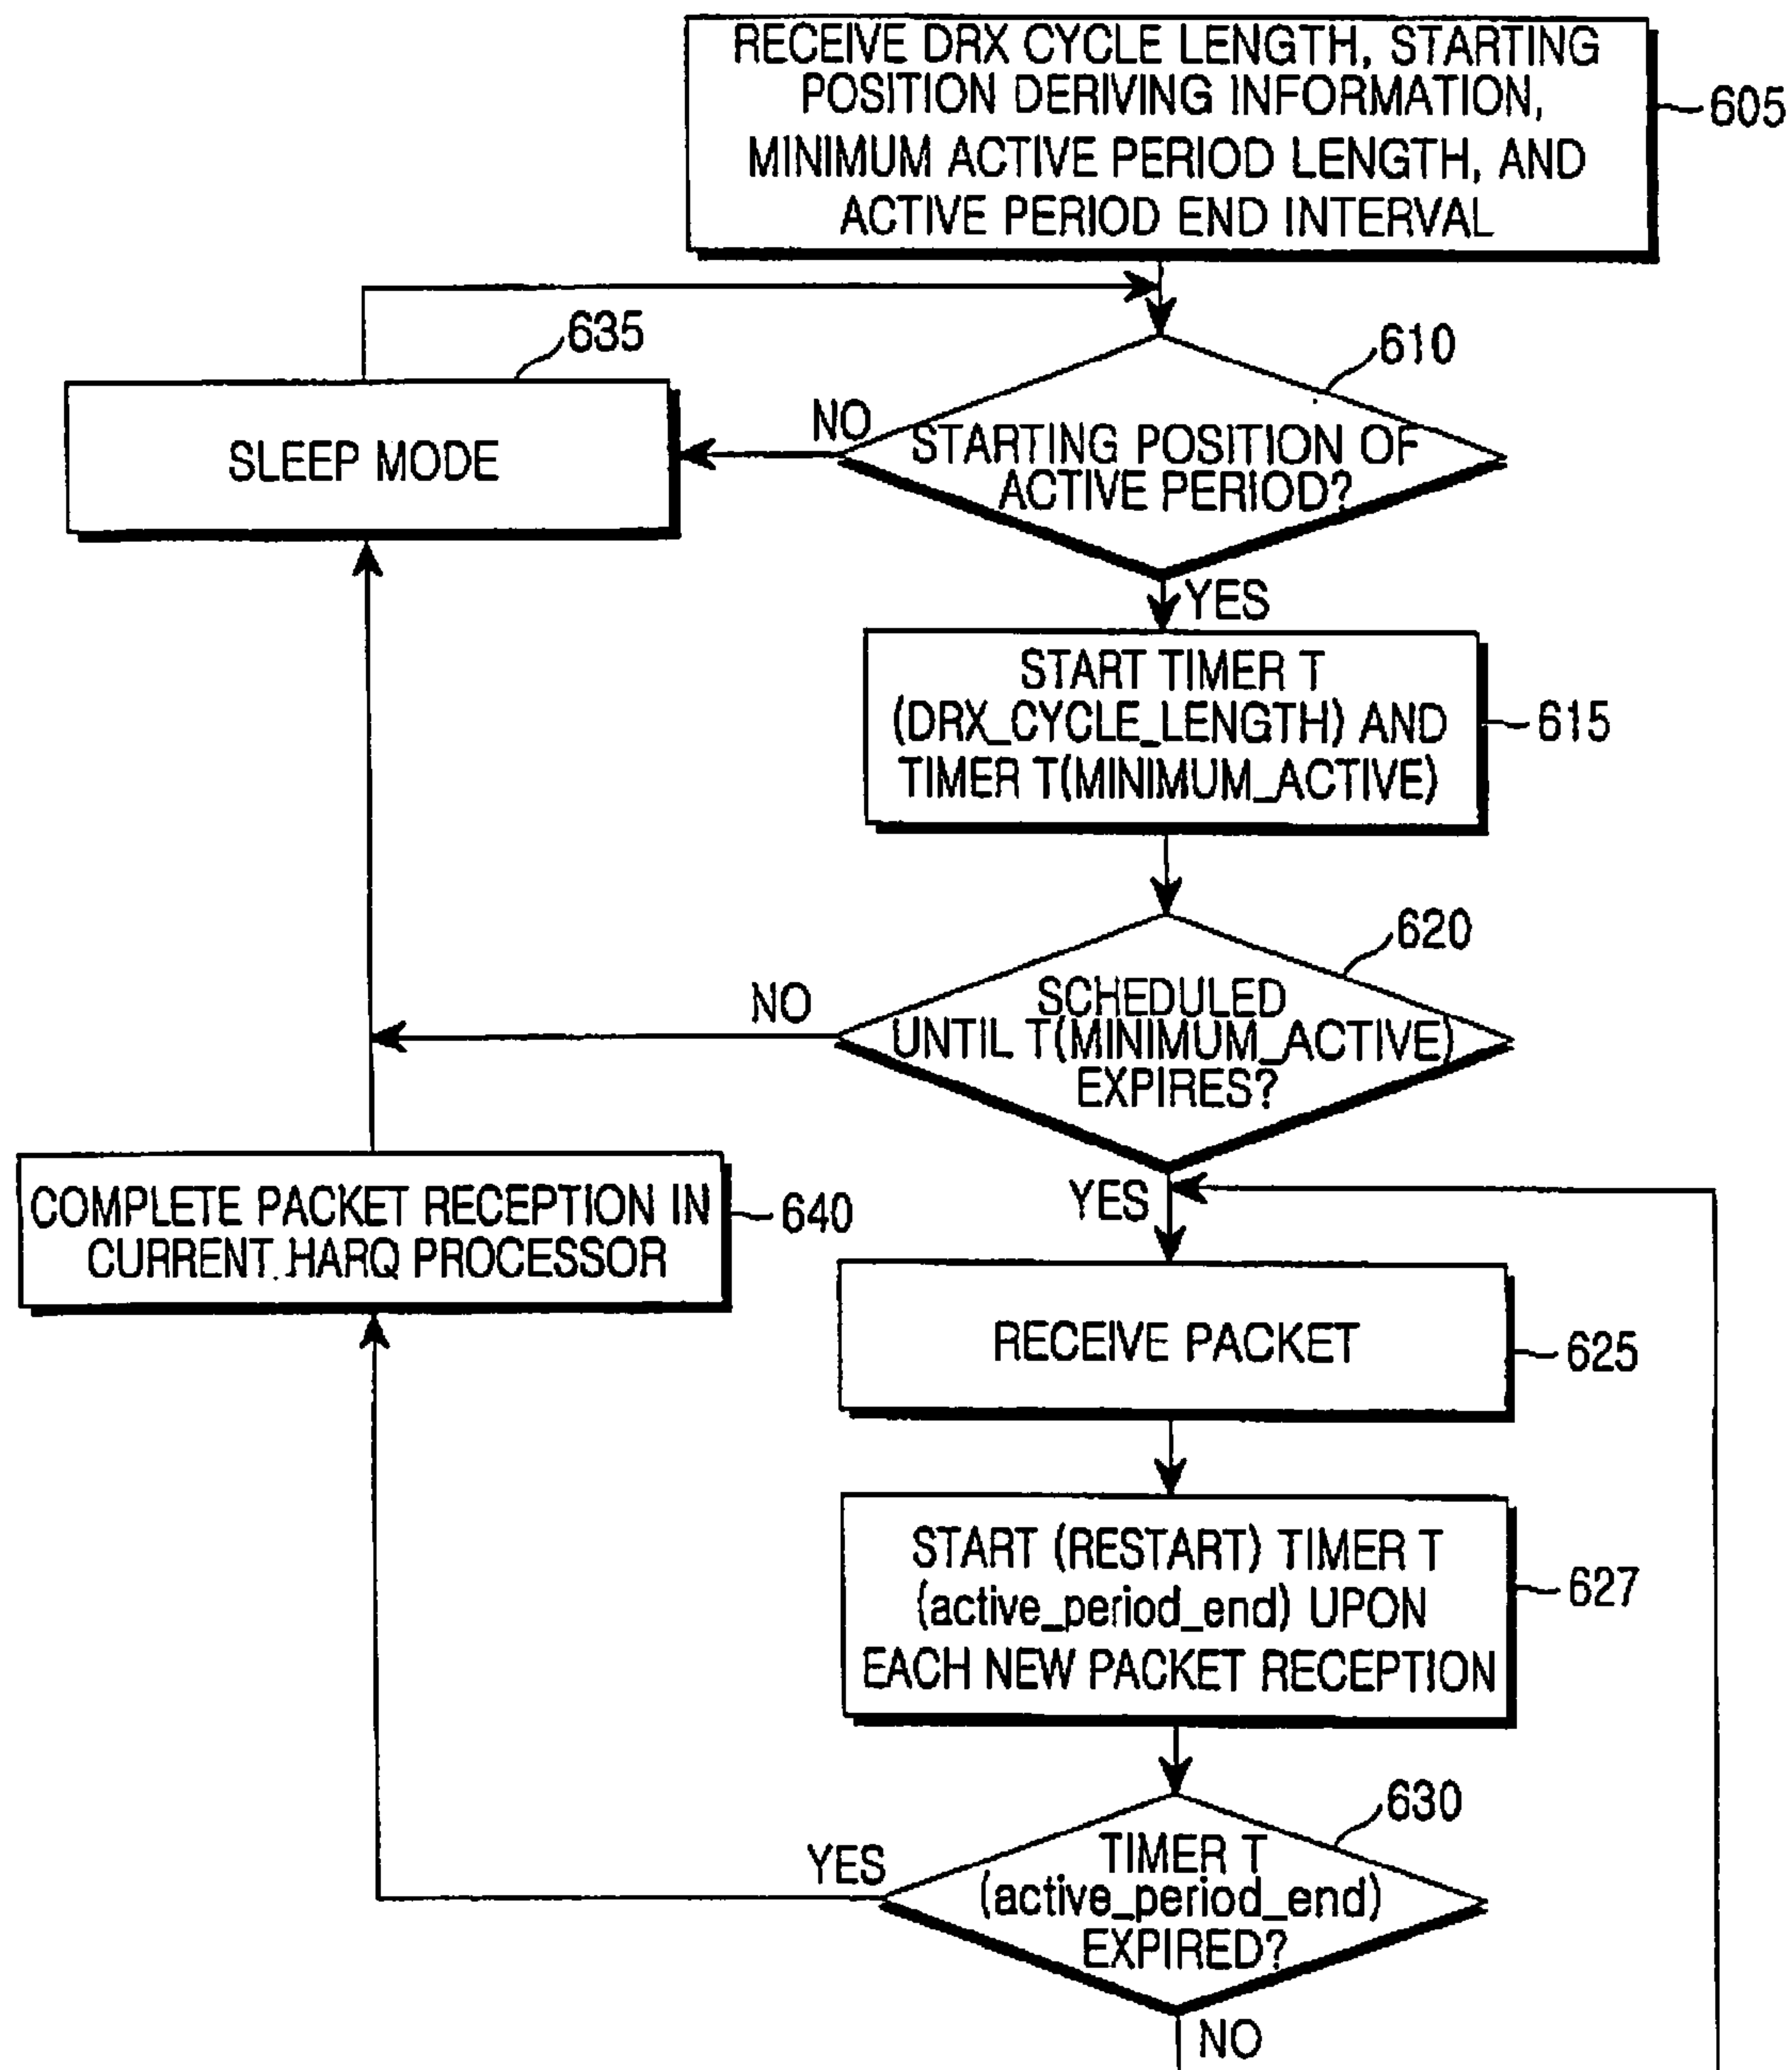 RECEIVE DRX CYCLE LENGTH, STARTING
POSITION DERIVING INFORMATION,
MINIMUM ACTIVE PERIOD LENGTH, AND
ACTIVE PERIOD END INTERVAL
605
635
610
SLEEP MODE
NO
STARTING POSITION OF
ACTIVE PERIOD?
YES
START TIMER T
(DRX_CYCLE_LENGTH) AND
TIMER T(MINIMUM_ACTIVE)
615
620
NO
SCHEDULED
UNTIL T(MINIMUM_ACTIVE)
EXPIRES?
YES
COMPLETE PACKET RECEPTION IN
CURRENT HARQ PROCESSOR
640
RECEIVE PACKET
625
START (RESTART) TIMER T
(active_period_end) UPON
EACH NEW PACKET RECEPTION
627
630
YES
TIMER T
(active_period_end)
EXPIRED?
NO